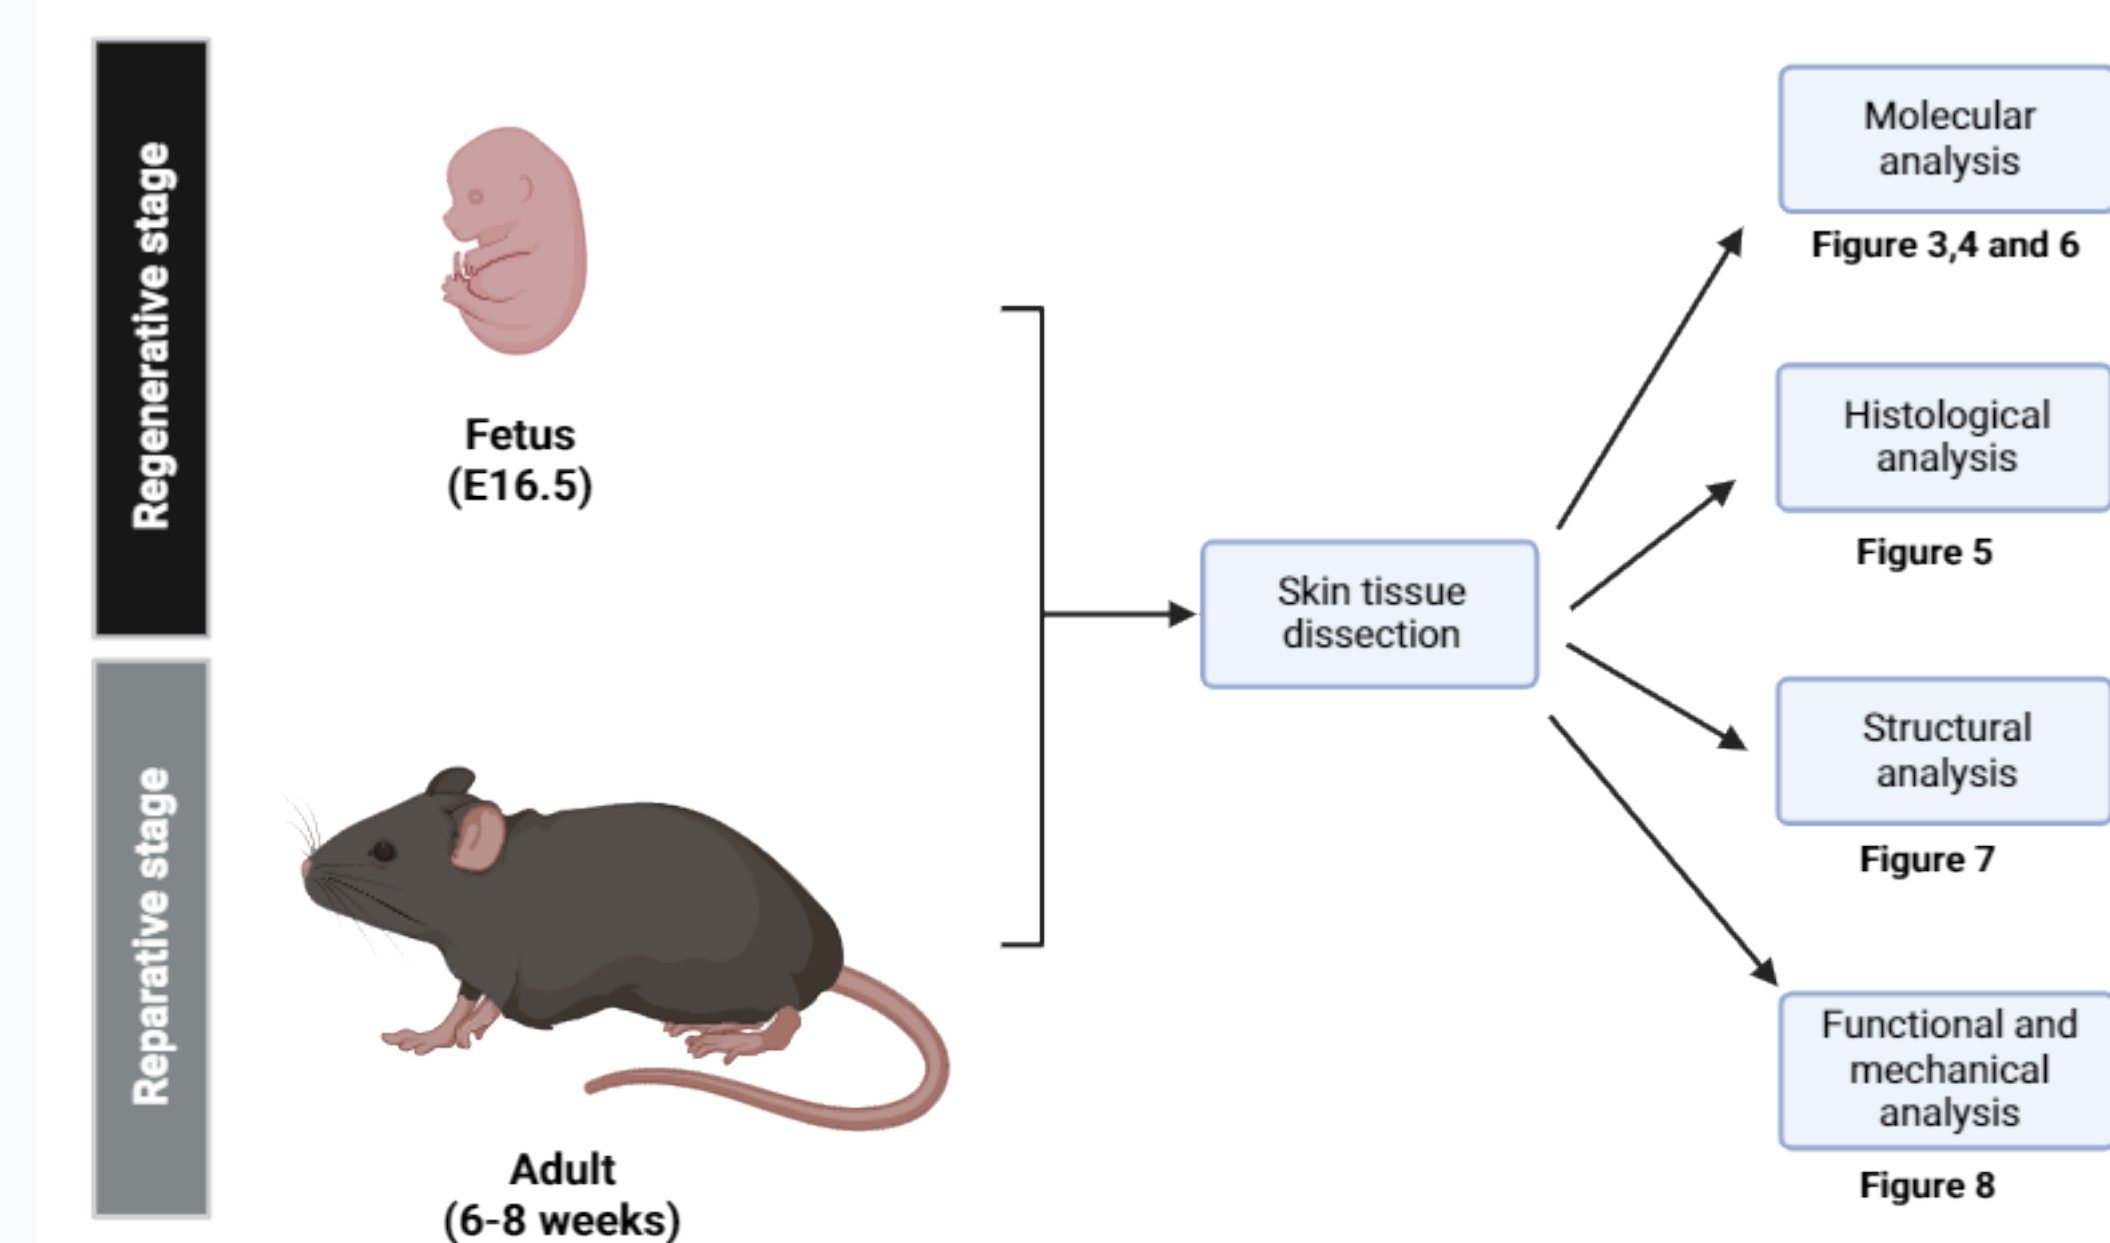 Regenerative stage
Fetus
(E16.5)
Reparative stage
Adult
(6-8 weeks)
Skin tissue
dissection
Molecular
analysis
Figure 3,4 and 6
Histological
analysis
Figure 5
Structural
analysis
Figure 7
Functional and
mechanical
analysis
Figure 8